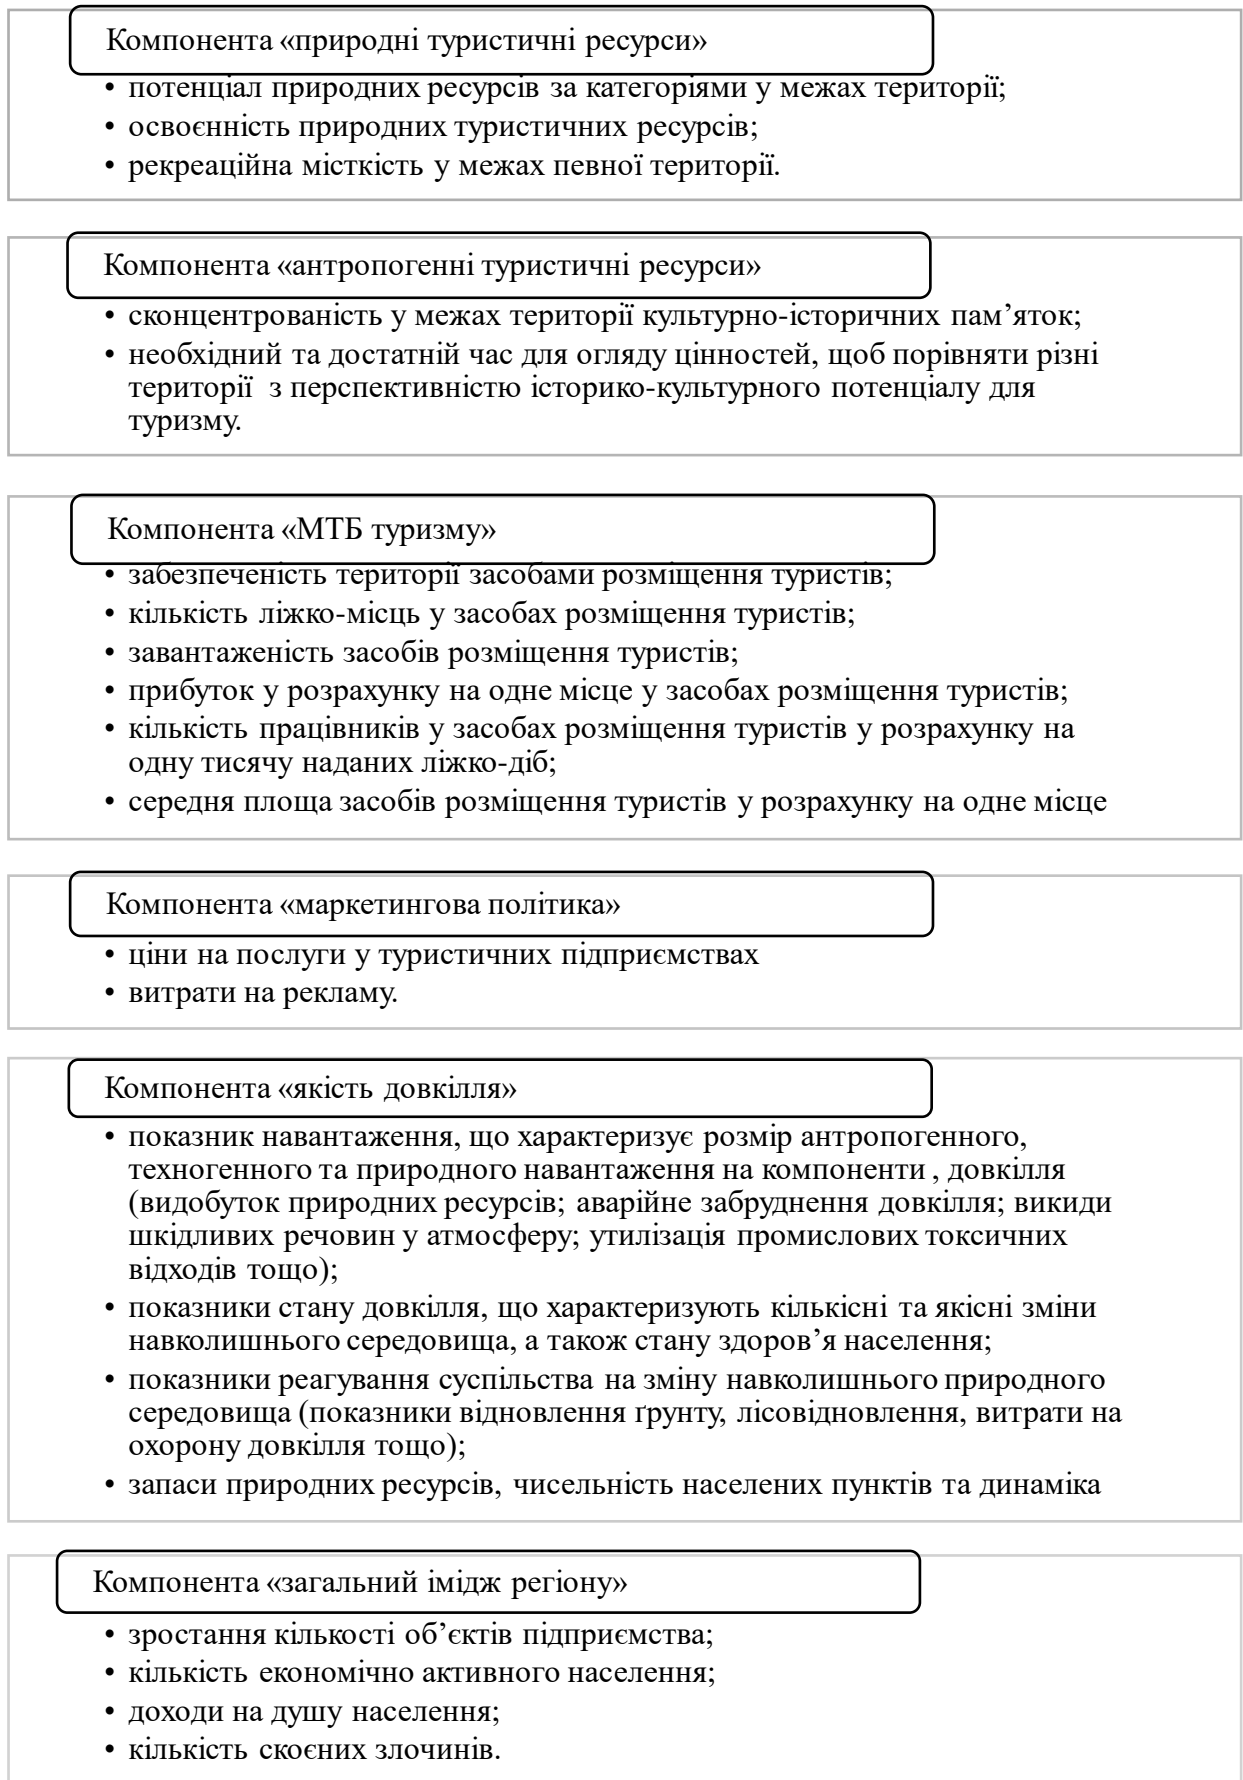 Компонента «природні туристичні ресурси»
• потенціал природних ресурсів за категоріями у межах території;
• освоєнність природних туристичних ресурсів;
• рекреаційна місткість у межах певної території.
Компонента «антропогенні туристичні ресурси»
• сконцентрованість у межах території культурно-історичних пам’яток;
• необхідний та достатній час для огляду цінностей, щоб порівняти різні
території з перспективністю історико-культурного потенціалу для
туризму.
Компонента «МТБ туризму»
• забезпеченість території засобами розміщення туристів;
• кількість ліжко-місць у засобах розміщення туристів;
• завантаженість засобів розміщення туристів;
• прибуток у розрахунку на одне місце у засобах розміщення туристів;
• кількість працівників у засобах розміщення туристів у розрахунку на
одну тисячу наданих ліжко-діб;
• середня площа засобів розміщення туристів у розрахунку на одне місце
Компонента «маркетингова політика»
• ціни на послуги у туристичних підприємствах
• витрати на рекламу.
Компонента «якість довкілля»
• показник навантаження, що характеризує розмір антропогенного,
техногенного та природного навантаження на компоненти , довкілля
(видобуток природних ресурсів; аварійне забруднення довкілля; викиди
шкідливих речовин у атмосферу; утилізація промислових токсичних
відходів тощо);
• показники стану довкілля, що характеризують кількісні та якісні зміни
навколишнього середовища, а також стану здоров’я населення;
• показники реагування суспільства на зміну навколишнього природного
середовища (показники відновлення ґрунту, лісовідновлення, витрати на
охорону довкілля тощо);
• запаси природних ресурсів, чисельність населених пунктів та динаміка
Компонента «загальний імідж регіону»
• зростання кількості об’єктів підприємства;
• кількість економічно активного населення;
• доходи на душу населення;
• кількість скоєних злочинів.